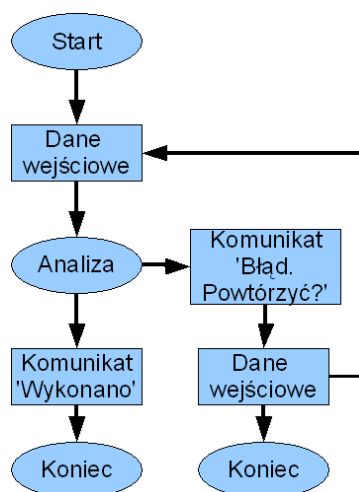 Start
Dane
wejściowe
Analiza
Komunikat
'Błąd.
Powtórzyć?'
Komunikat
'Wykonano'
Dane
wejściowe
Koniec
Koniec